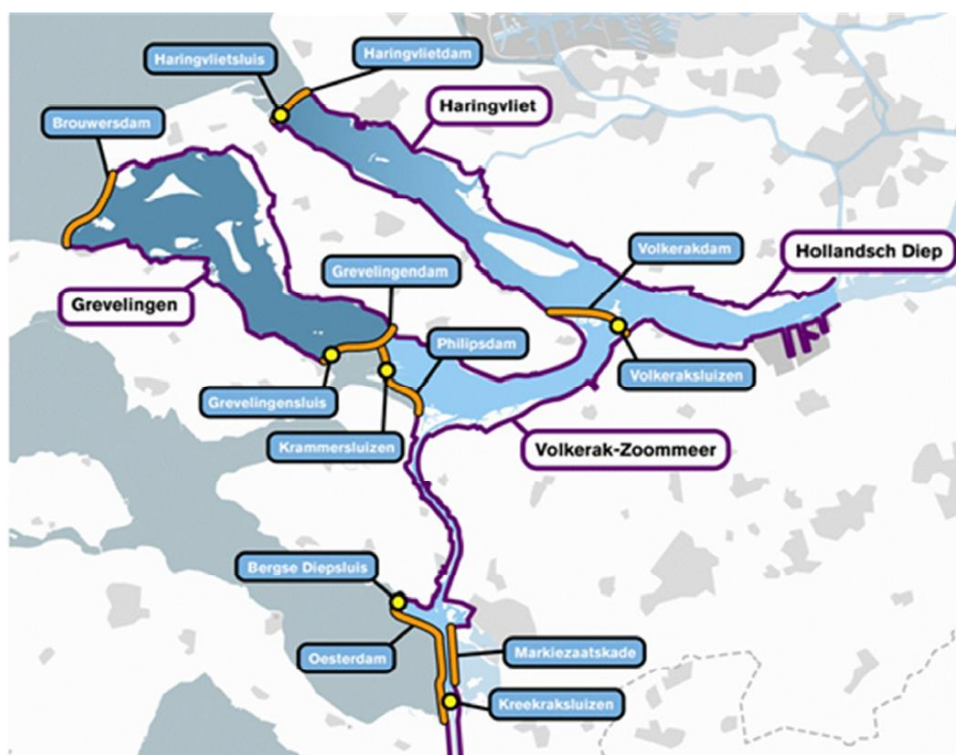 Haringvlietsluis
Haringvlietdam
Haringvliet
Brouwersdam
Volkerakdam
Hollandsch Diep
Grevelingendam
Grevelingen
Philipsdam
Volkeraksluizen
Grevelingensluis
Krammersluizen
Volkerak-Zoommeer
Bergse Diepsluis
Oesterdam
Markiezaatskade
Kreekraksluizen